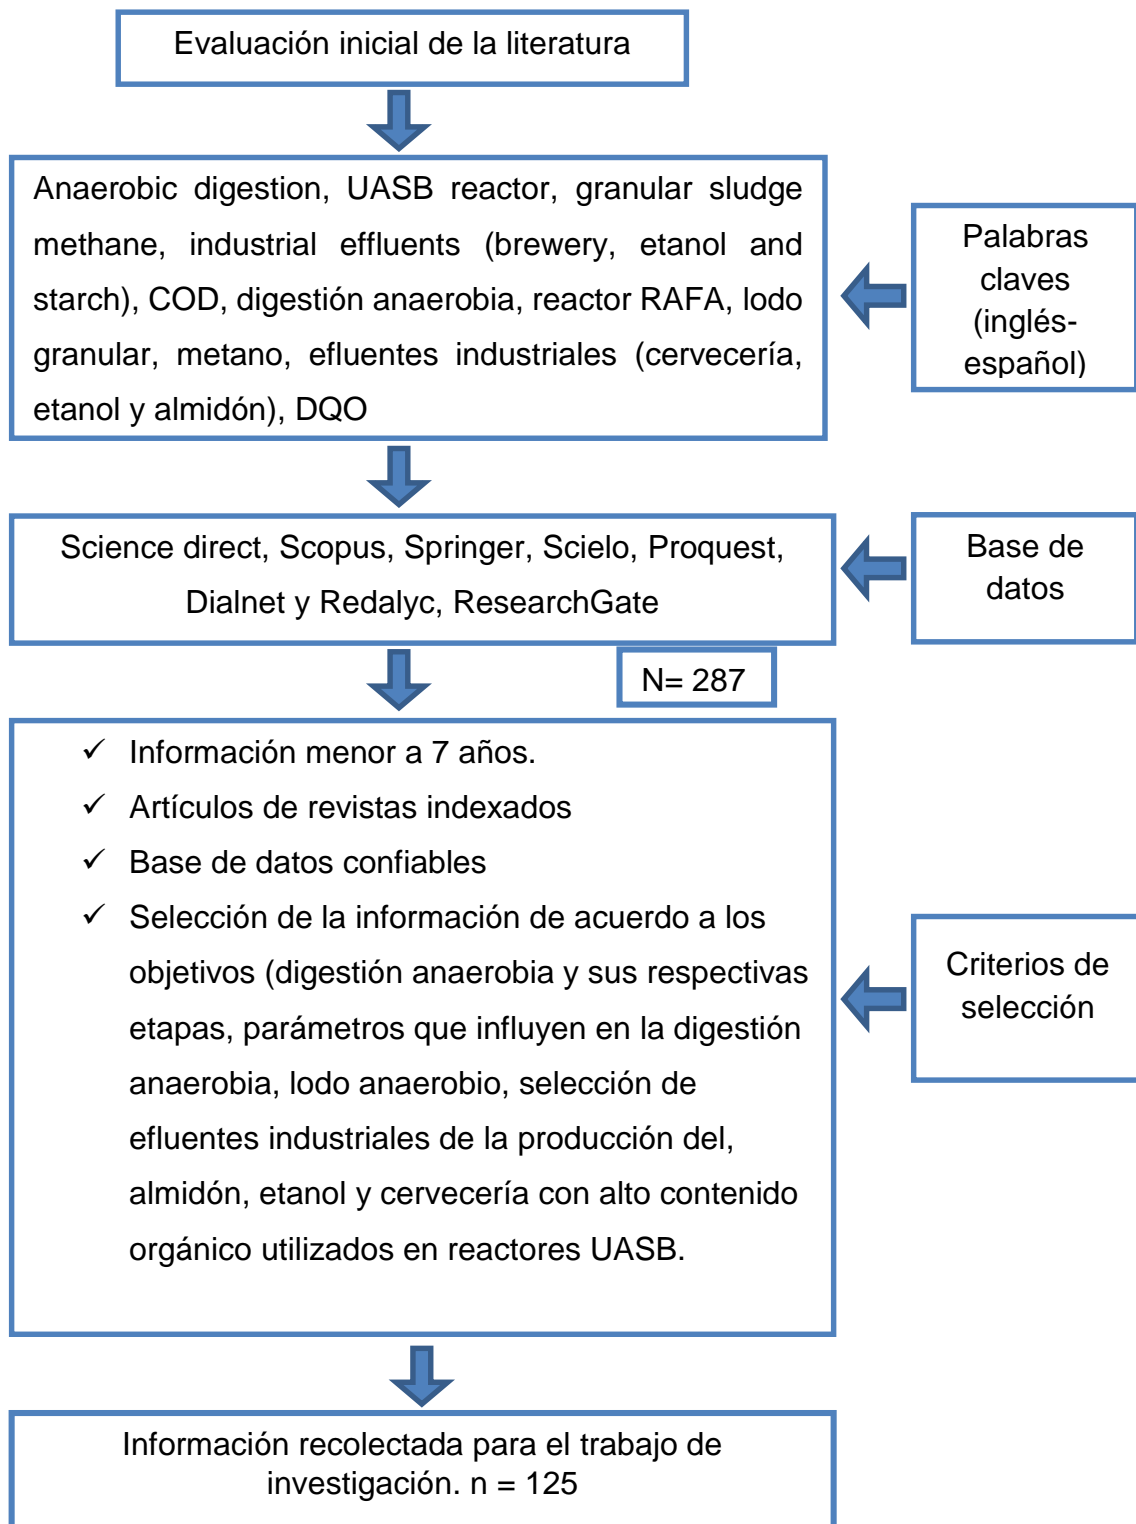 Evaluación inicial de la literatura
Anaerobic digestion, UASB reactor, granular sludge
methane, industrial effluents (brewery, etanol and
starch), COD, digestión anaerobia, reactor RAFA, lodo
granular, metano, efluentes industriales (cervecería,
etanol y almidón), DQO
Palabras
claves
(inglés-
español)
Science direct, Scopus, Springer, Scielo, Proquest,
Dialnet y Redalyc, ResearchGate
Base de
datos
N= 287
✓ Información menor a 7 años.
✓ Artículos de revistas indexados
✓ Base de datos confiables
✓ Selección de la información de acuerdo a los
objetivos (digestión anaerobia y sus respectivas
etapas, parámetros que influyen en la digestión
anaerobia, lodo anaerobio, selección de
efluentes industriales de la producción del,
almidón, etanol y cervecería con alto contenido
orgánico utilizados en reactores UASB.
Criterios de
selección
Información recolectada para el trabajo de
investigación. n = 125